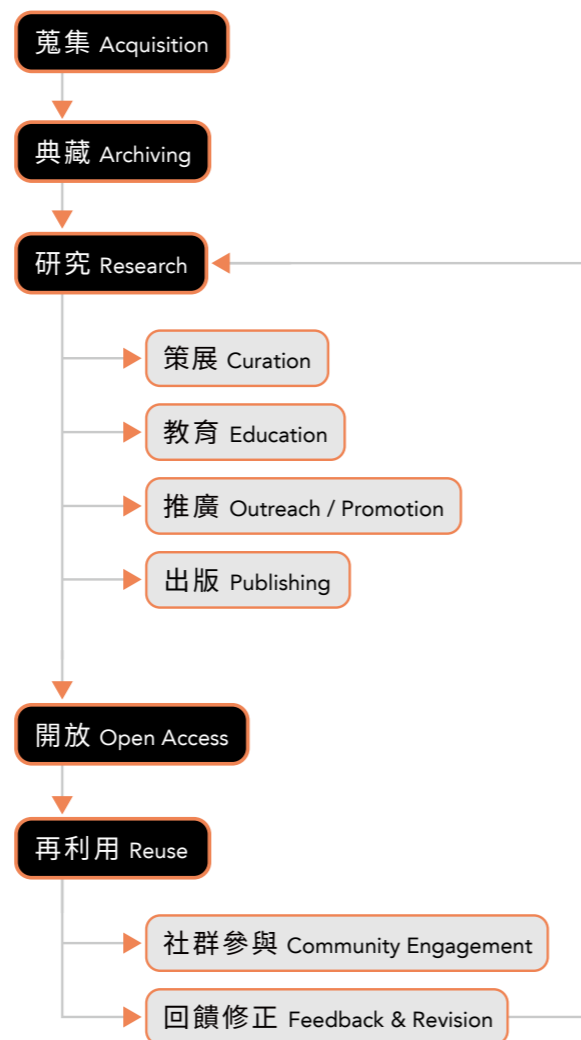 蒐集 Acquisition
典藏 Archiving
研究 Research
策展 Curation
教育 Education
推廣 Outreach / Promotion
出版 Publishing
開放 Open Access
再利用 Reuse
社群參與 Community Engagement
回饋修正 Feedback & Revision